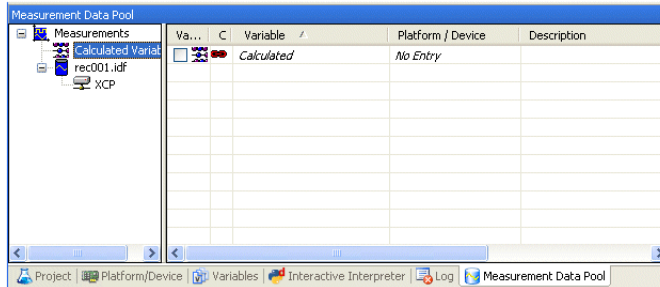 Measurement Data Pool
Measurements
Calculated Variat
rec001.idf
XCP
Va... C Variable Platform / Device Description
Calculated No Entry
Project Platform/Device Variables Interactive Interpreter Log Measurement Data Pool